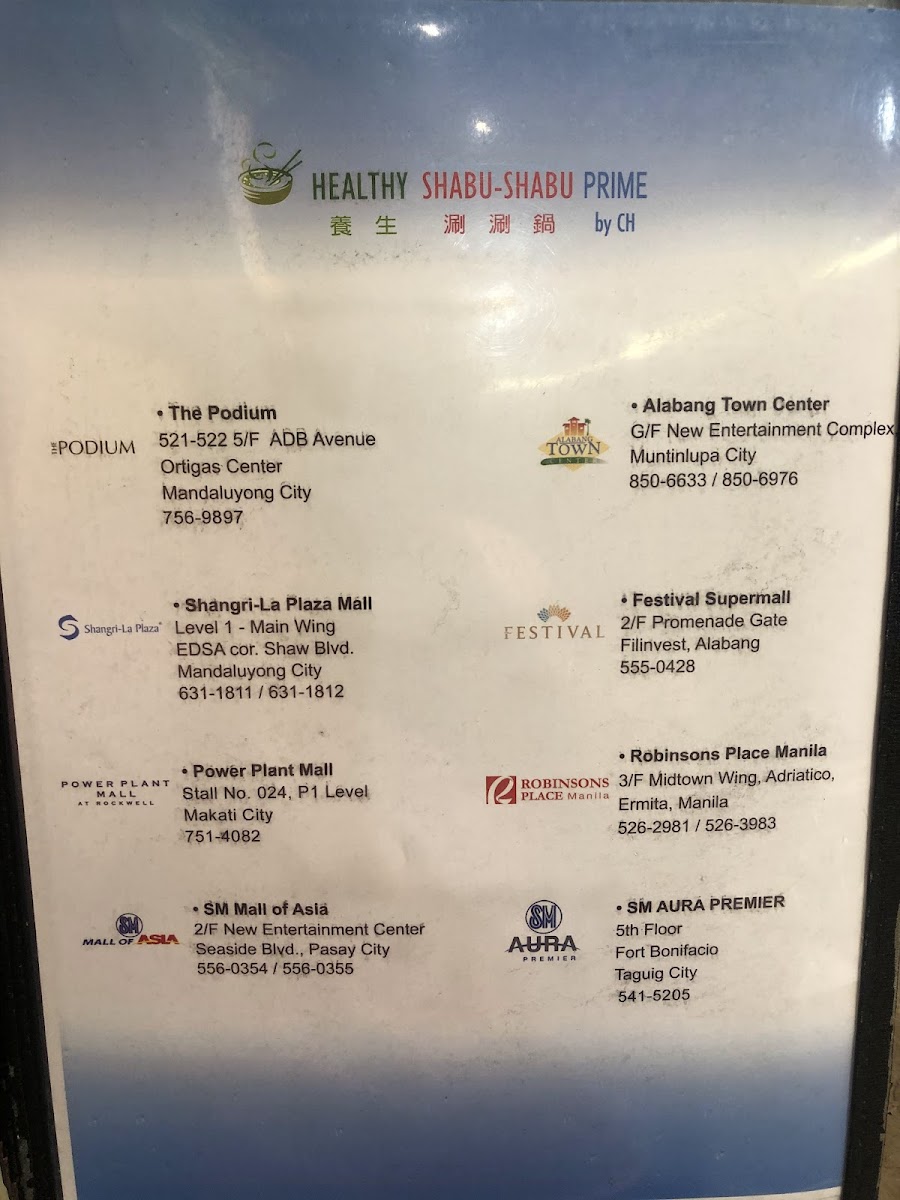 HEALTHY SHABU-SHABU PRIME
養生 涮涮鍋 by CH
THE PODIUM
• The Podium
521-522 5/F ADB Avenue
Ortigas Center
Mandaluyong City
756-9897
ALABANG
TOWN
CENTER
• Alabang Town Center
G/F New Entertainment Complex
Muntinlupa City
850-6633 / 850-6976
Shangri-La Plaza
• Shangri-La Plaza Mall
Level 1 - Main Wing
EDSA cor. Shaw Blvd.
Mandaluyong City
631-1811 / 631-1812
FESTIVAL
• Festival Supermall
2/F Promenade Gate
Filinvest, Alabang
555-0428
POWER PLANT
MALL
AT ROCKWELL
• Power Plant Mall
Stall No. 024, P1 Level
Makati City
751-4082
ROBINSONS
PLACE Manila
• Robinsons Place Manila
3/F Midtown Wing, Adriatico,
Ermita, Manila
526-2981 / 526-3983
SM
MALL OF ASIA
• SM Mall of Asia
2/F New Entertainment Center
Seaside Blvd., Pasay City
556-0354 / 556-0355
SM
AURA
PREMIER
• SM AURA PREMIER
5th Floor
Fort Bonifacio
Taguig City
541-5205